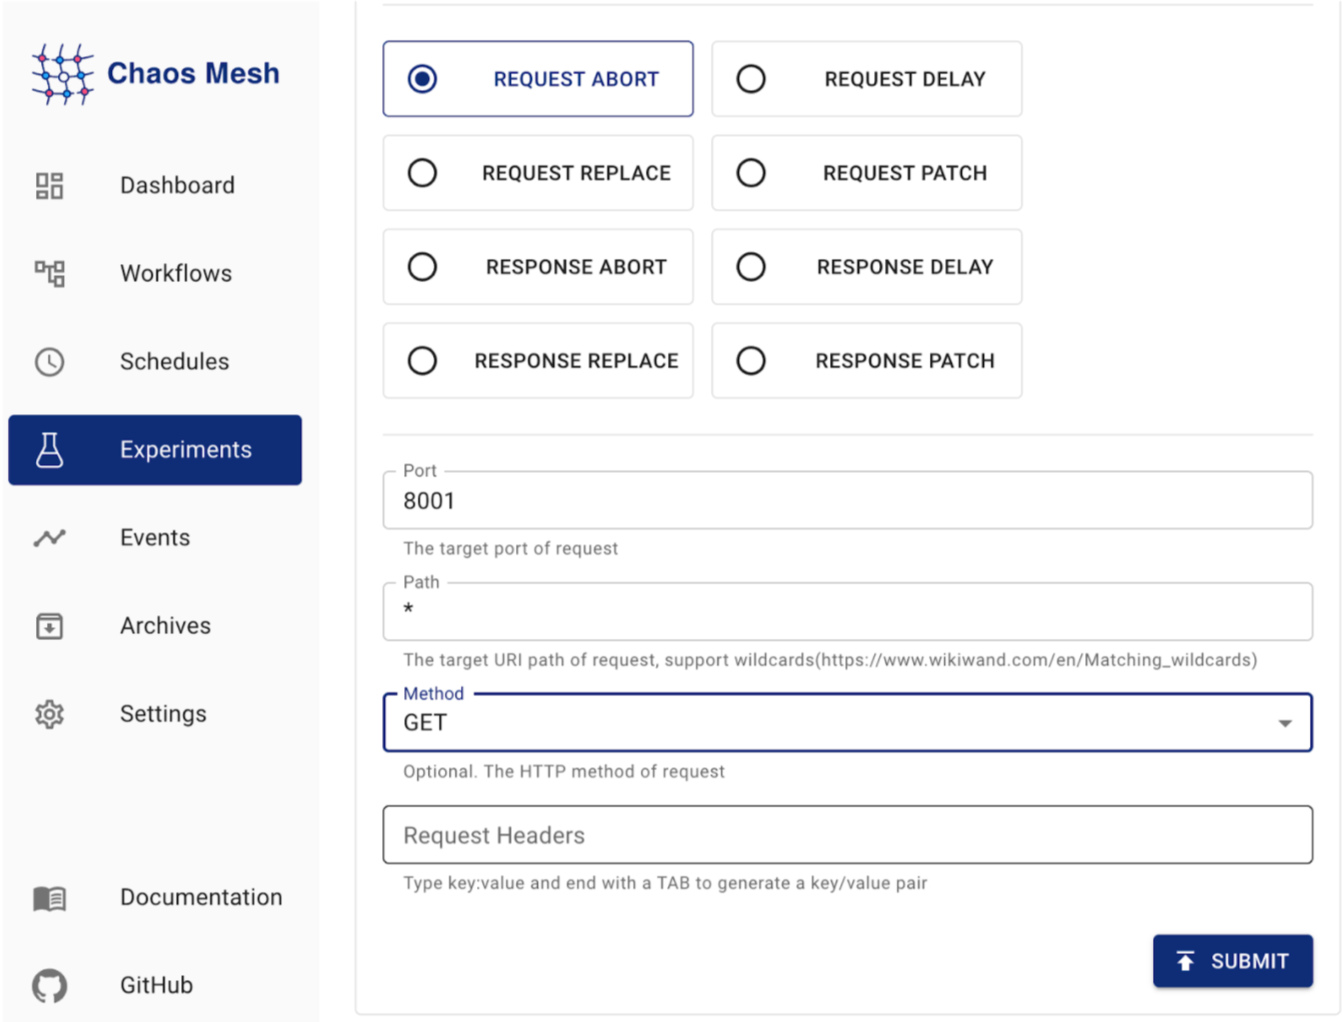 Chaos Mesh
Dashboard
Workflows
Schedules
Experiments
Events
Archives
Settings
Documentation
GitHub
REQUEST ABORT
REQUEST DELAY
REQUEST REPLACE
REQUEST PATCH
RESPONSE ABORT
RESPONSE DELAY
RESPONSE REPLACE
RESPONSE PATCH
Port
8001
The target port of request
Path
*
The target URI path of request, support wildcards(https://www.wikiwand.com/en/Matching_wildcards)
Method
GET
Optional. The HTTP method of request
Request Headers
Type key:value and end with a TAB to generate a key/value pair
SUBMIT